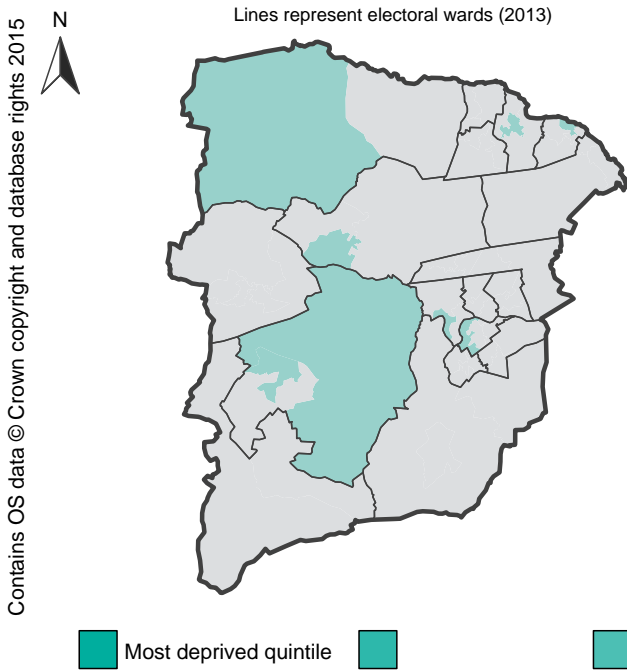 Lines represent electoral wards (2013)
N
Contains OS data © Crown copyright and database rights 2015
Most deprived quintile